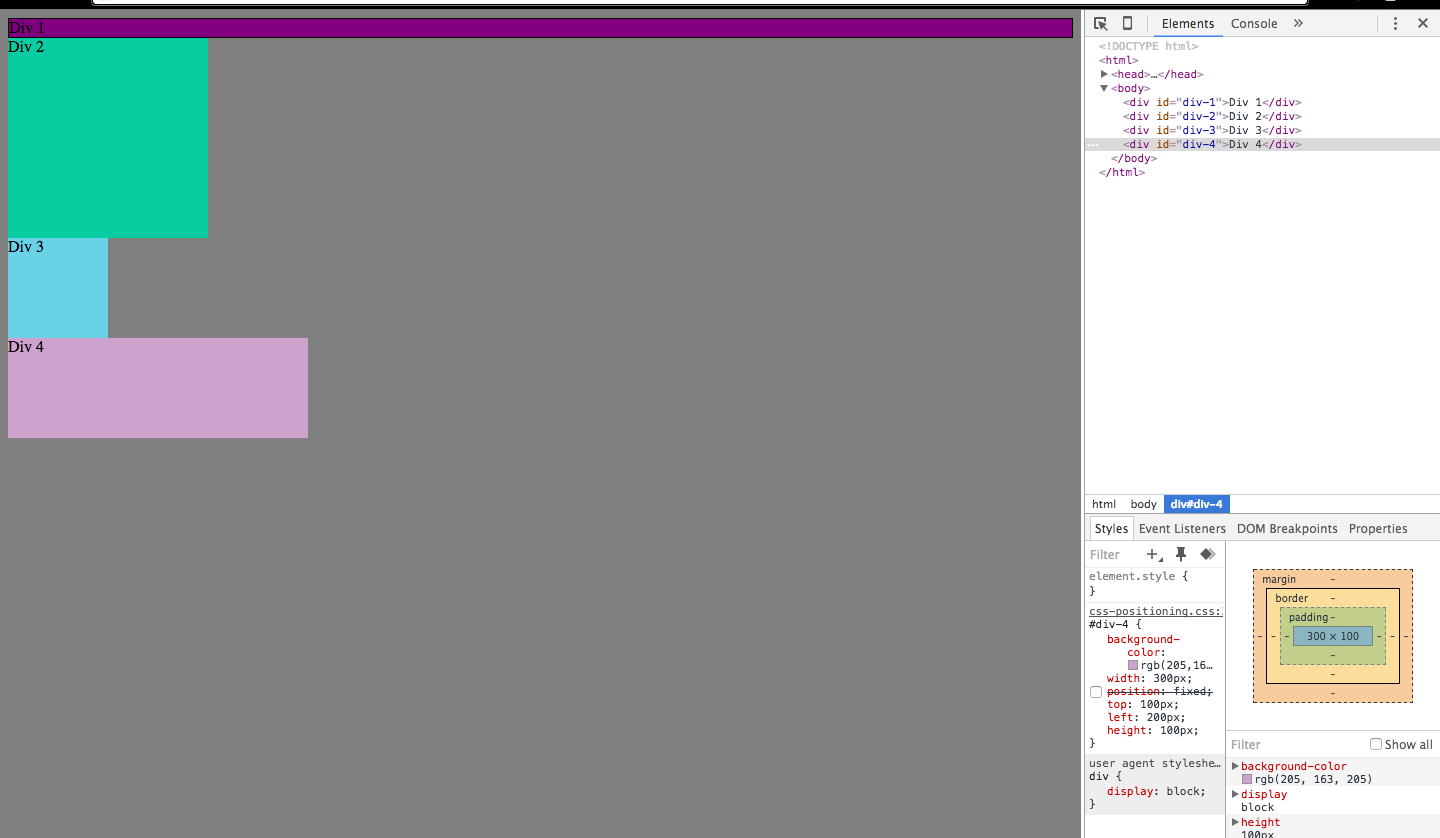 Div 1
Div 2
Div 3
Div 4
Elements Console »
<!DOCTYPE html>
<html>
<head>…</head>
<body>
<div id="div-1">Div 1</div>
<div id="div-2">Div 2</div>
<div id="div-3">Div 3</div>
<div id="div-4">Div 4</div>
</body>
</html>
html body div#div-4
Styles Event Listeners DOM Breakpoints Properties
Filter
element.style {
}
css-positioning.css:
#div-4 {
background-
color:
rgb(205,16…
width: 300px;
position: fixed;
top: 100px;
left: 200px;
height: 100px;
}
user agent styleshe…
div {
display: block;
}
margin -
border -
padding -
- - - 300 × 100 - - -
-
-
-
Filter Show all
background-color
rgb(205, 163, 205)
display
block
height
100px